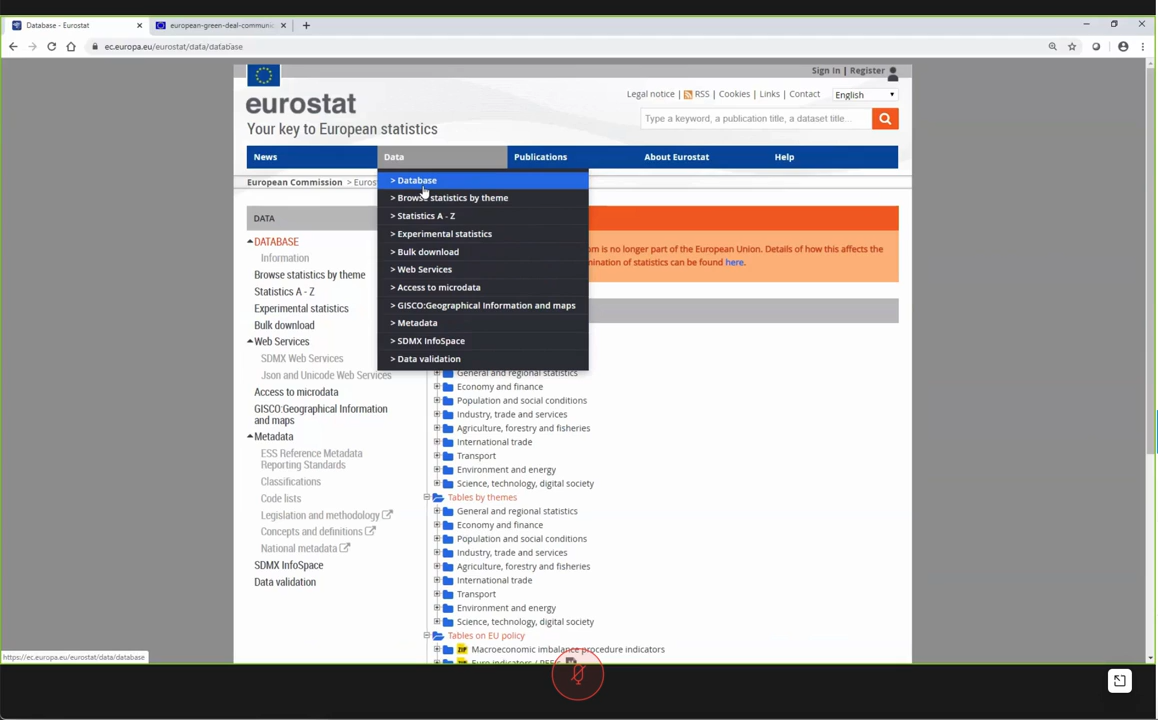 Database - Eurostat
european-green-deal-communic
ec.europa.eu/eurostat/data/database
Sign In | Register
Legal notice | RSS | Cookies | Links | Contact
English
eurostat
Your key to European statistics
Type a keyword, a publication title, a dataset title...
News
Data
Publications
About Eurostat
Help
European Commission > Euros
> Database
> Browse statistics by theme
> Statistics A - Z
> Experimental statistics
> Bulk download
> Web Services
> Access to microdata
> GISCO:Geographical Information and maps
> Metadata
> SDMX InfoSpace
> Data validation
DATA
DATABASE
Information
Browse statistics by theme
Statistics A - Z
Experimental statistics
Bulk download
Web Services
SDMX Web Services
Json and Unicode Web Services
Access to microdata
GISCO:Geographical Information
and maps
Metadata
ESS Reference Metadata
Reporting Standards
Classifications
Code lists
Legislation and methodology
Concepts and definitions
National metadata
SDMX InfoSpace
Data validation
m is no longer part of the European Union. Details of how this affects the
mination of statistics can be found here.
General and regional statistics
Economy and finance
Population and social conditions
Industry, trade and services
Agriculture, forestry and fisheries
International trade
Transport
Environment and energy
Science, technology, digital society
Tables by themes
General and regional statistics
Economy and finance
Population and social conditions
Industry, trade and services
Agriculture, forestry and fisheries
International trade
Transport
Environment and energy
Science, technology, digital society
Tables on EU policy
ZIP Macroeconomic imbalance procedure indicators
Euro indicators / PEEIs
https://ec.europa.eu/eurostat/data/database